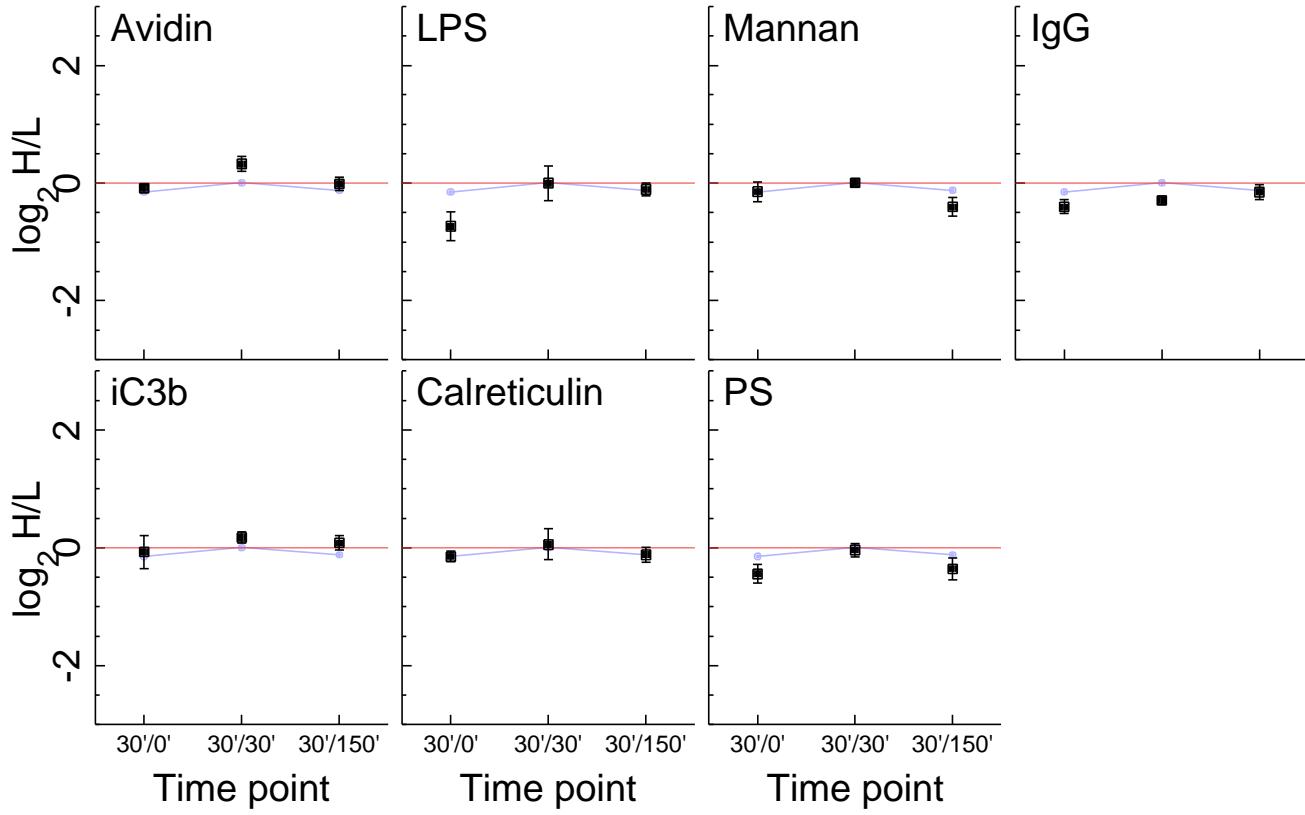 Avidin LPS Mannan IgG
log2 H/L
2
0
-2
iC3b Calreticulin PS
log2 H/L
2
0
-2
30'/0' 30'/30' 30'/150' 30'/0' 30'/30' 30'/150' 30'/0' 30'/30' 30'/150'
Time point Time point Time point